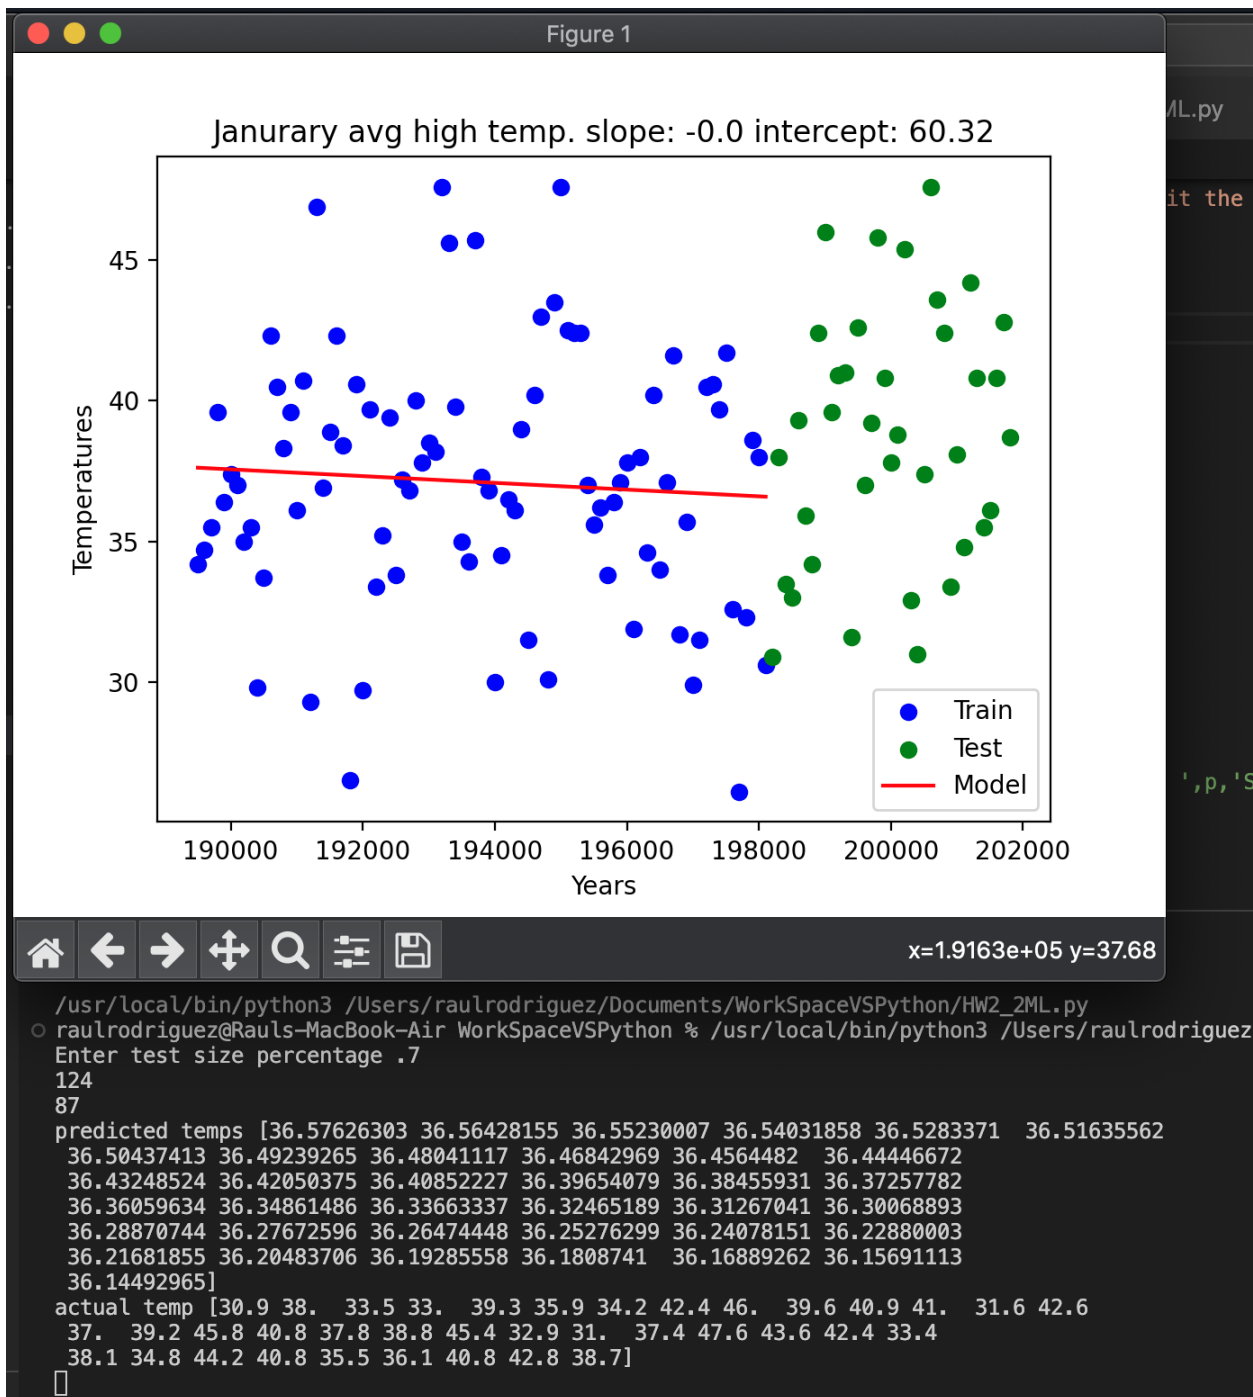 Figure 1
ML.py
it the
Janurary avg high temp. slope: -0.0 intercept: 60.32
45
40
35
30
Temperatures
Train
Test
Model
',p,'S
190000 192000 194000 196000 198000 200000 202000
Years
x=1.9163e+05 y=37.68
/usr/local/bin/python3 /Users/raulrodriguez/Documents/WorkSpaceVSPython/HW2_2ML.py
raulrodriguez@Rauls-MacBook-Air WorkSpaceVSPython % /usr/local/bin/python3 /Users/raulrodriguez
Enter test size percentage .7
124
87
predicted temps [36.57626303 36.56428155 36.55230007 36.54031858 36.5283371  36.51635562
36.50437413 36.49239265 36.48041117 36.46842969 36.4564482  36.44446672
36.43248524 36.42050375 36.40852227 36.39654079 36.38455931 36.37257782
36.36059634 36.34861486 36.33663337 36.32465189 36.31267041 36.30068893
36.28870744 36.27672596 36.26474448 36.25276299 36.24078151 36.22880003
36.21681855 36.20483706 36.19285558 36.1808741  36.16889262 36.15691113
36.14492965]
actual temp [30.9 38.  33.5 33.  39.3 35.9 34.2 42.4 46.  39.6 40.9 41.  31.6 42.6
37.  39.2 45.8 40.8 37.8 38.8 45.4 32.9 31.  37.4 47.6 43.6 42.4 33.4
38.1 34.8 44.2 40.8 35.5 36.1 40.8 42.8 38.7]